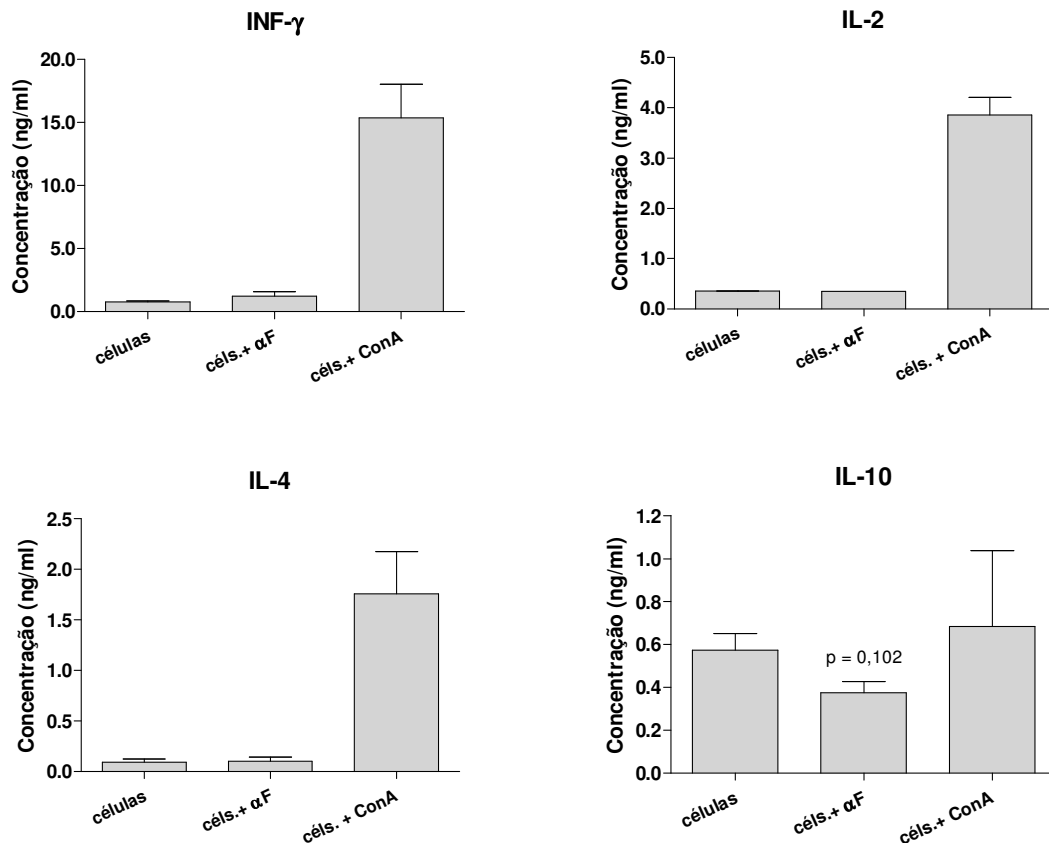 INF-γ
Concentração (ng/ml)
20.0
15.0
10.0
5.0
0.0
células
céls.+ αF
céls.+ ConA
IL-2
Concentração (ng/ml)
5.0
4.0
3.0
2.0
1.0
0.0
células
céls.+ αF
céls. + ConA
IL-4
Concentração (ng/ml)
2.5
2.0
1.5
1.0
0.5
0.0
células
céls.+ αF
céls. + ConA
IL-10
Concentração (ng/ml)
1.2
1.0
0.8
0.6
0.4
0.2
0.0
p = 0,102
células
céls.+ αF
céls.+ ConA